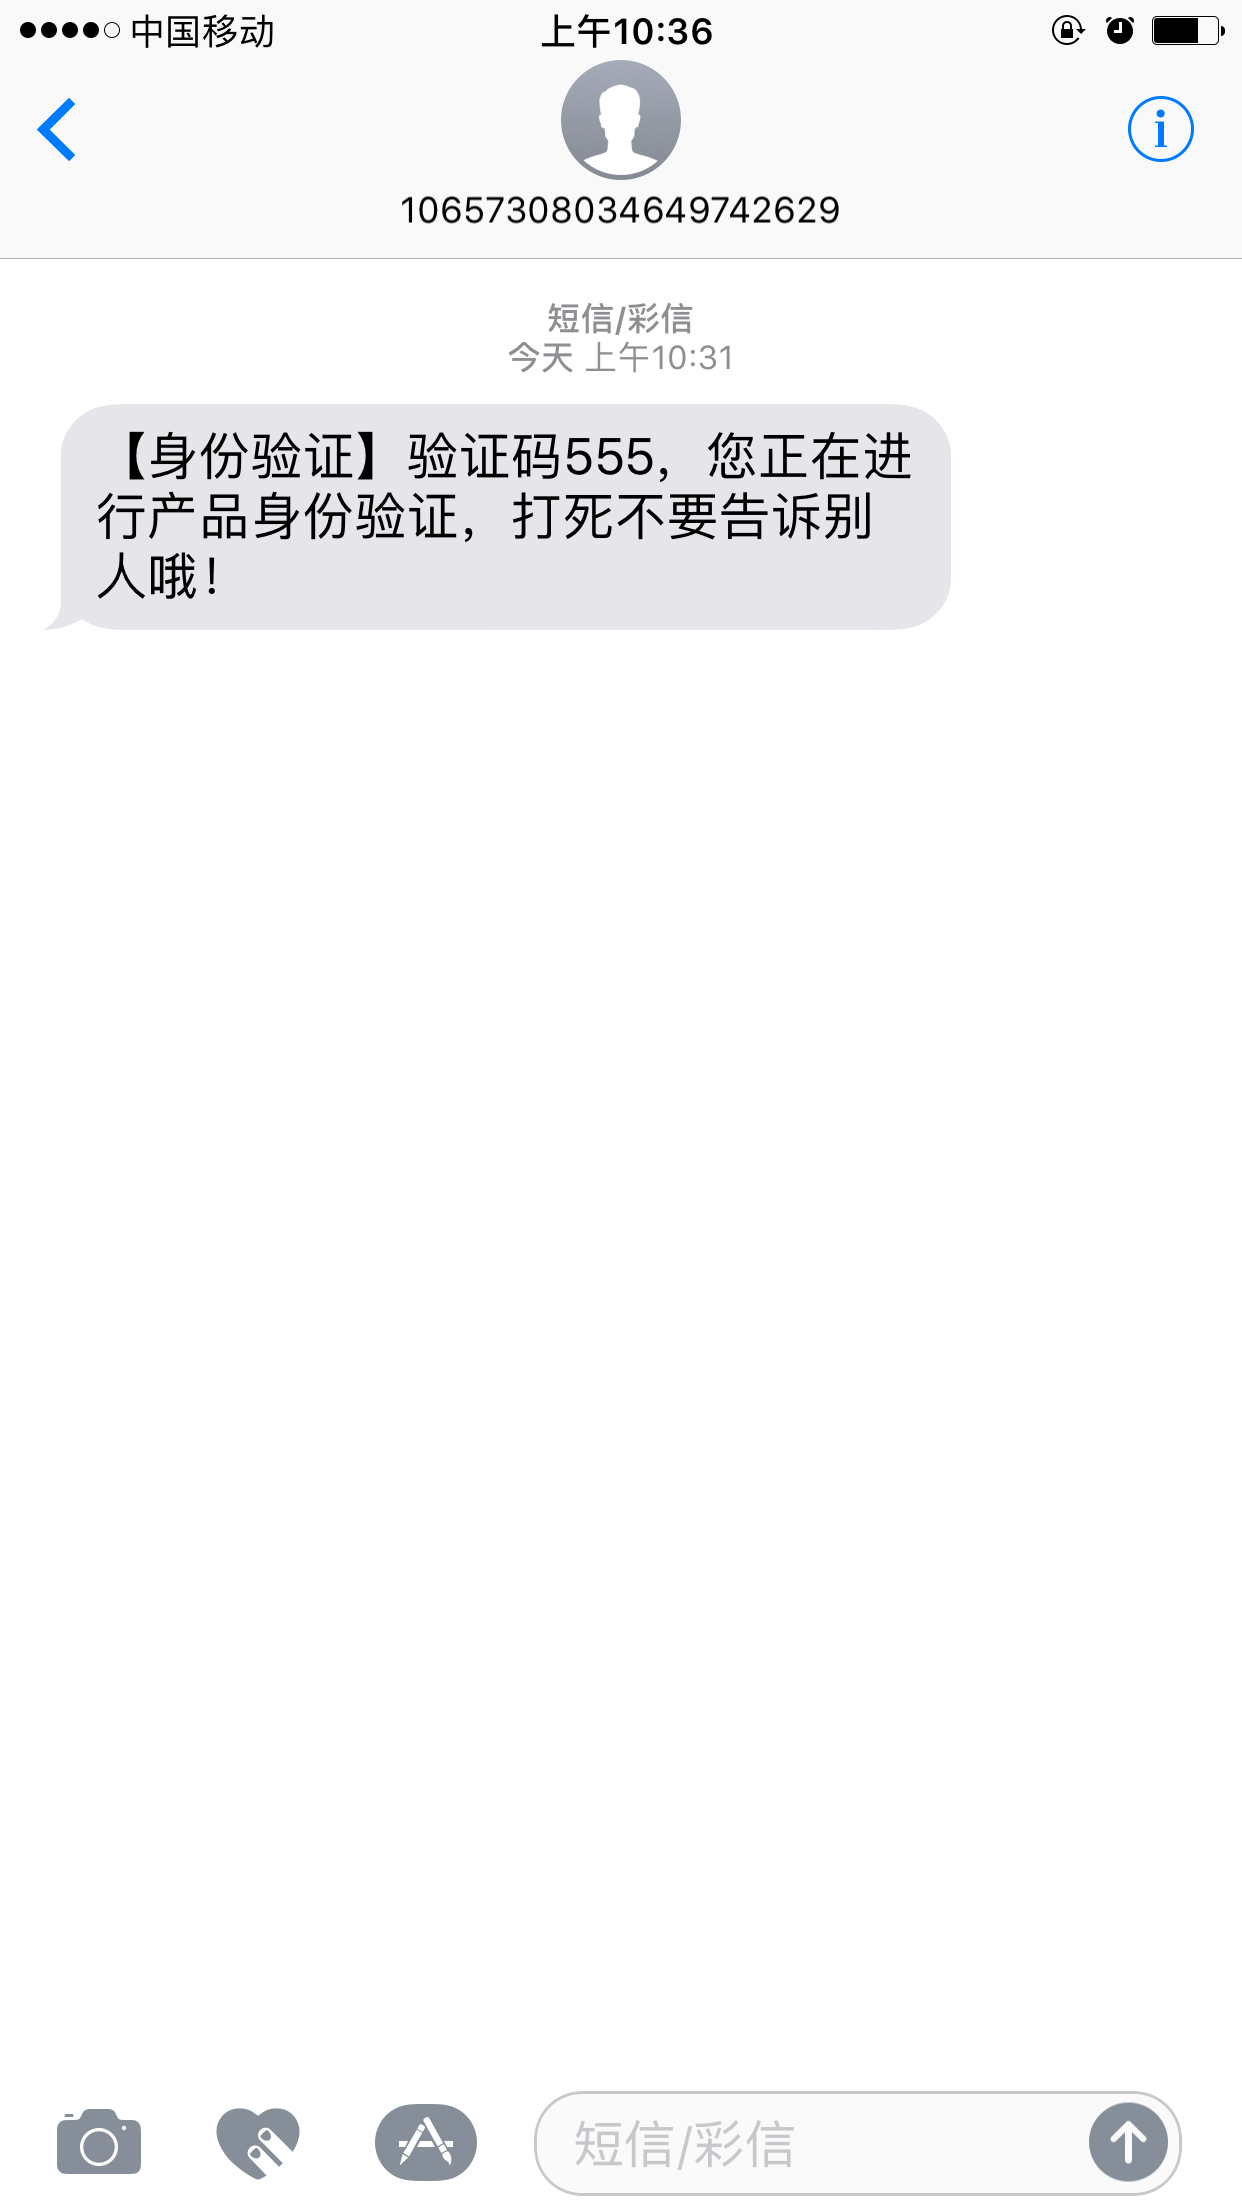 中国移动 上午10:36
10657308034649742629
短信/彩信
今天 上午10:31
【身份验证】验证码555，您正在进
行产品身份验证，打死不要告诉别
人哦！
短信/彩信